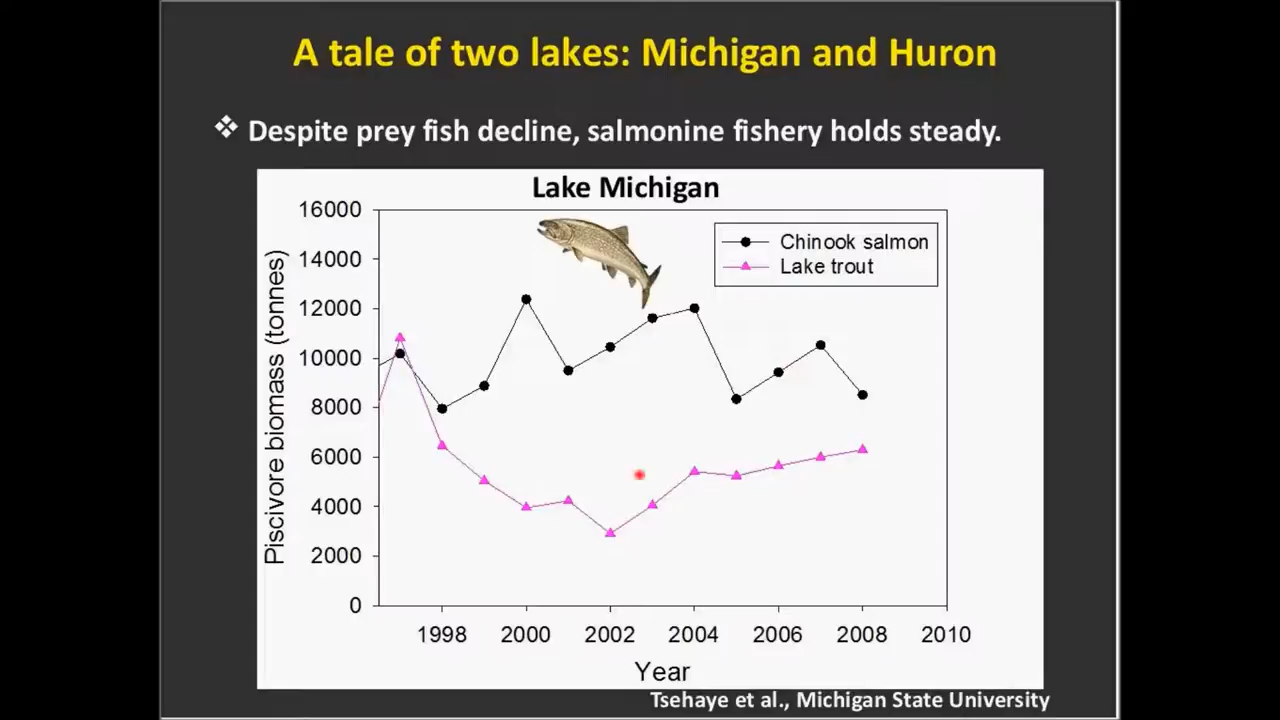 A tale of two lakes: Michigan and Huron
❖ Despite prey fish decline, salmonine fishery holds steady.
Lake Michigan
16000
14000
12000
10000
8000
6000
4000
2000
0
Piscivore biomass (tonnes)
Chinook salmon
Lake trout
1998 2000 2002 2004 2006 2008 2010
Year
Tsehaye et al., Michigan State University